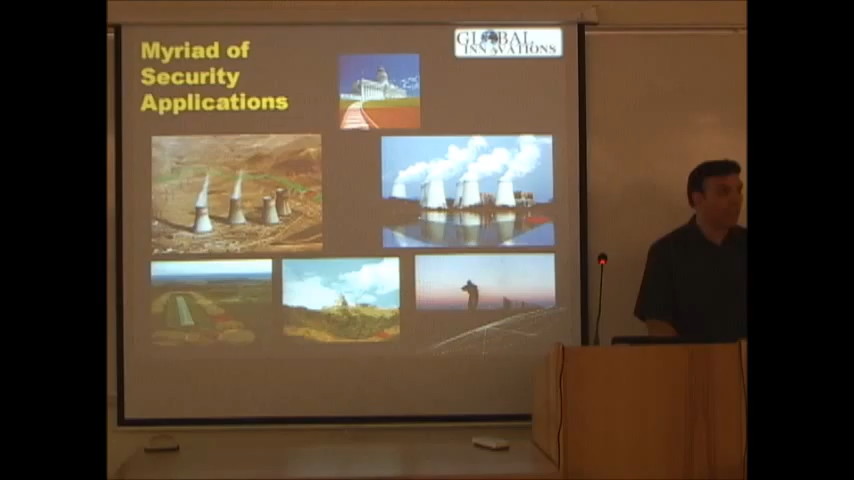 Myriad of
Security
Applications
GLOBAL
INNOVATIONS